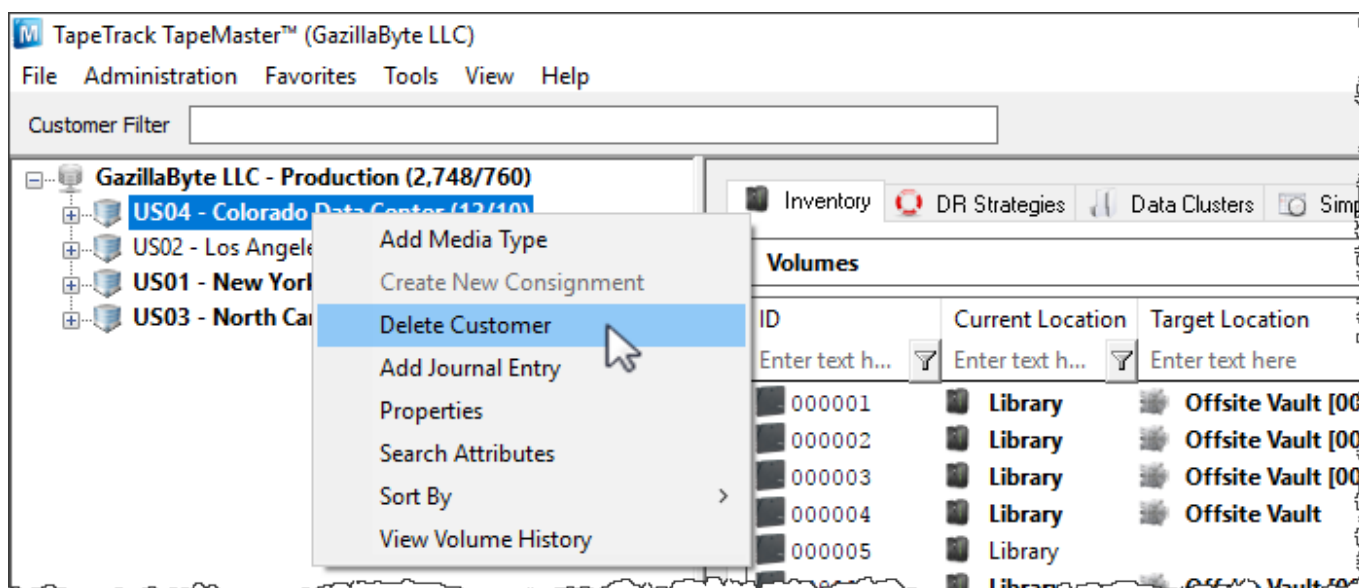 TapeTrack TapeMaster™ (GazillaByte LLC)
File Administration Favorites Tools View Help
Customer Filter
GazillaByte LLC - Production (2,748/760)
US04 - Colorado Data Center (12/10)
US02 - Los
US01 - New
US03 - North
Add Media Type
Create New Consignment
Delete Customer
Add Journal Entry
Properties
Search Attributes
Sort By
View Volume History
Inventory DR Strategies Data Clusters
Volumes
ID Current Location Target Location
Enter text h... Enter text h... Enter text here
000001 Library Offsite Vault [00
000002 Library Offsite Vault [00
000003 Library Offsite Vault [00
000004 Library Offsite Vault
000005 Library